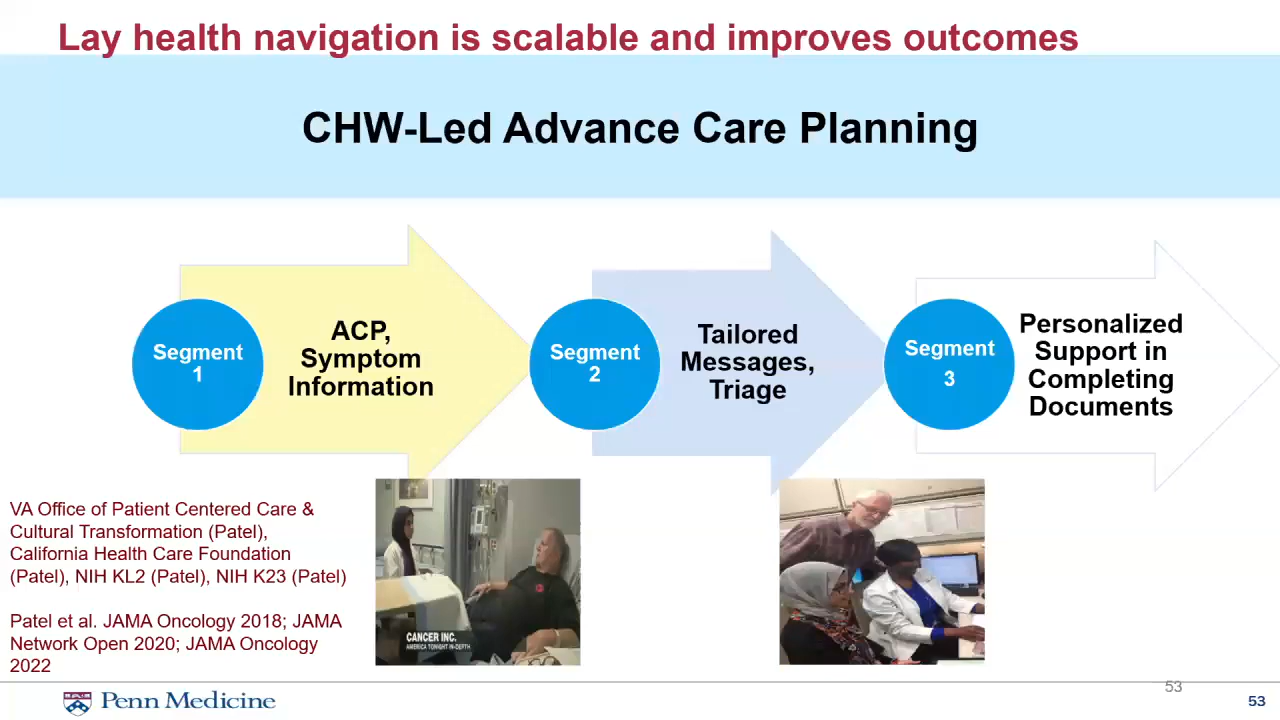 Lay health navigation is scalable and improves outcomes
CHW-Led Advance Care Planning
Segment
1
ACP,
Symptom
Information
Segment
2
Tailored
Messages,
Triage
Segment
3
Personalized
Support in
Completing
Documents
VA Office of Patient Centered Care &
Cultural Transformation (Patel),
California Health Care Foundation
(Patel), NIH KL2 (Patel), NIH K23 (Patel)
Patel et al. JAMA Oncology 2018; JAMA
Network Open 2020; JAMA Oncology
2022
CANCER INC.
AMERICA TONIGHT IN-DEPTH
Penn Medicine
53
53